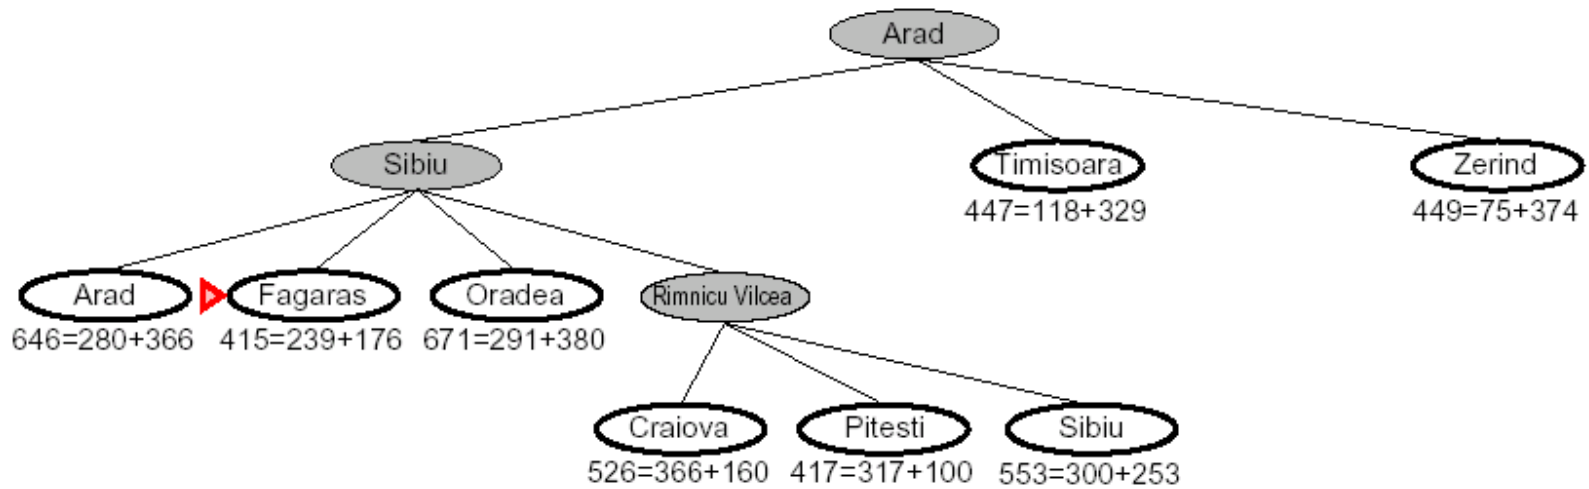 Arad
Sibiu
Timisoara
Zerind
447=118+329
449=75+374
Arad
Fagaras
Oradea
Rimnicu Vilcea
646=280+366
415=239+176
671=291+380
Craiova
Pitesti
Sibiu
526=366+160
417=317+100
553=300+253